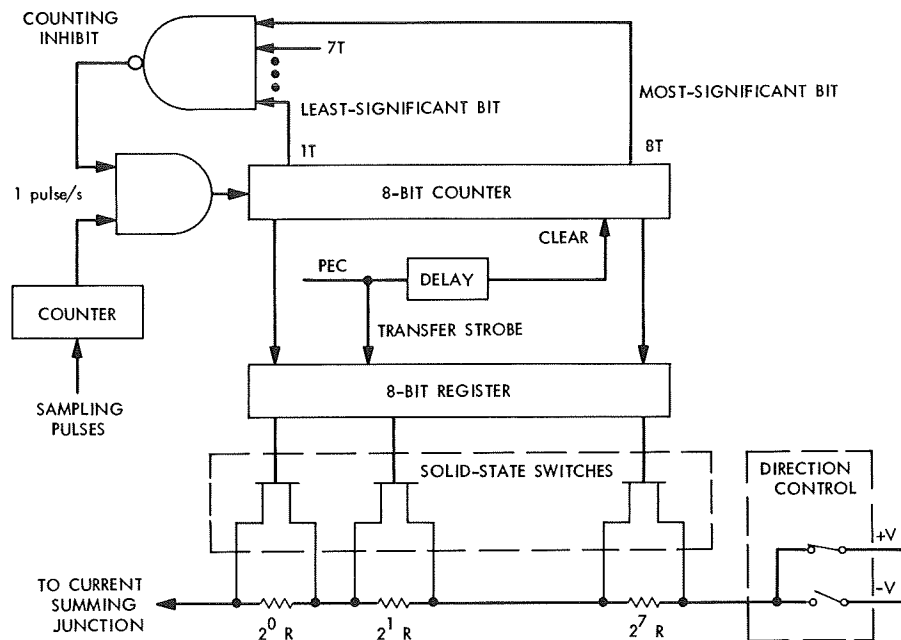 COUNTING
INHIBIT
7T
LEAST-SIGNIFICANT BIT
MOST-SIGNIFICANT BIT
1T
8T
1 pulse/s
8-BIT COUNTER
CLEAR
PEC
DELAY
COUNTER
TRANSFER STROBE
8-BIT REGISTER
SAMPLING
PULSES
SOLID-STATE SWITCHES
DIRECTION
CONTROL
+V
-V
TO CURRENT
SUMMING
JUNCTION
2⁰ R
2¹ R
2⁷ R